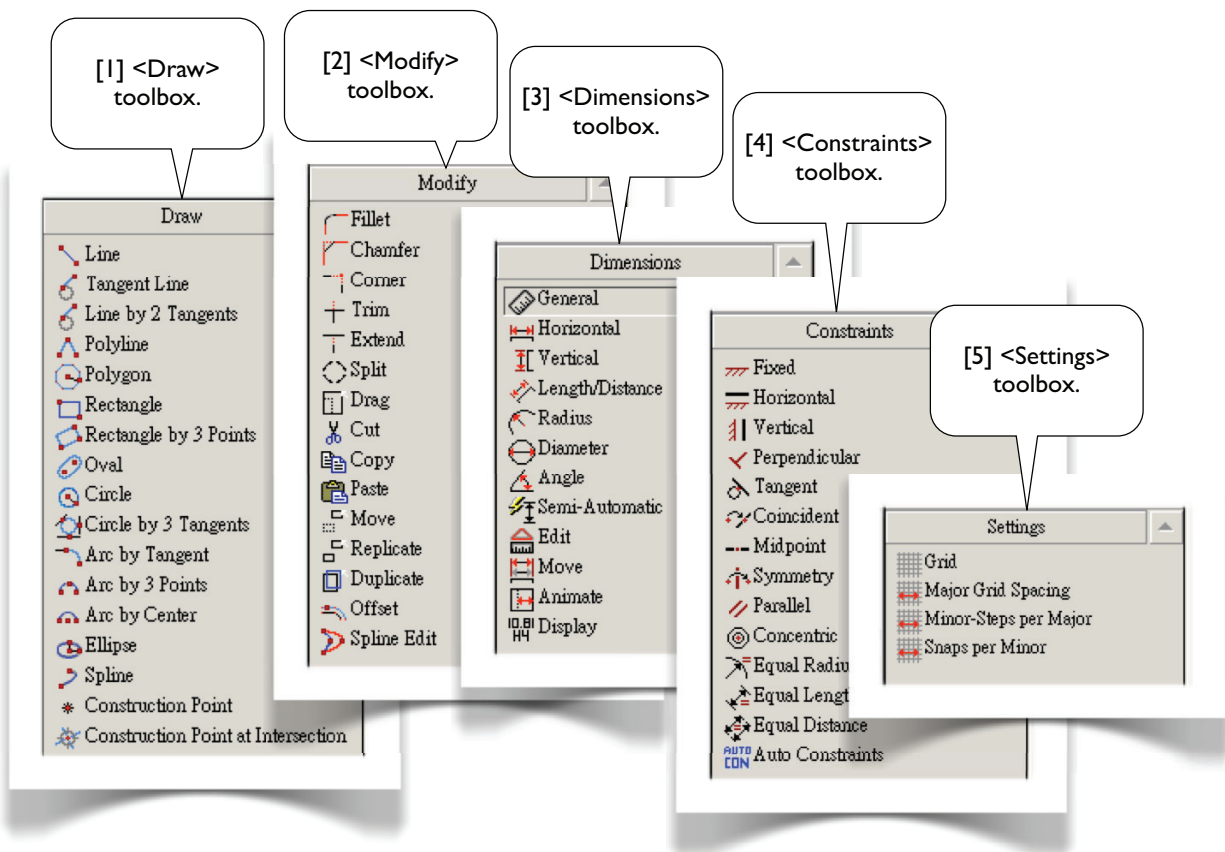 [1] <Draw>
toolbox.
[2] <Modify>
toolbox.
[3] <Dimensions>
toolbox.
[4] <Constraints>
toolbox.
[5] <Settings>
toolbox.
Draw
Line
Tangent Line
Line by 2 Tangents
Polyline
Polygon
Rectangle
Rectangle by 3 Points
Oval
Circle
Circle by 3 Tangents
Arc by Tangent
Arc by 3 Points
Arc by Center
Ellipse
Spline
Construction Point
Construction Point at Intersection
Modify
Fillet
Chamfer
Corner
Trim
Extend
Split
Drag
Cut
Copy
Paste
Move
Replicate
Duplicate
Offset
Spline Edit
Dimensions
General
Horizontal
Vertical
Length/Distance
Radius
Diameter
Angle
Semi-Automatic
Edit
Move
Animate
10.81
H4
Display
Constraints
Fixed
Horizontal
Vertical
Perpendicular
Tangent
Coincident
Midpoint
Symmetry
Parallel
Concentric
Equal Radiu
Equal Lengt
Equal Distance
AUTO
CON
Auto Constraints
Settings
Grid
Major Grid Spacing
Minor-Steps per Major
Snaps per Minor